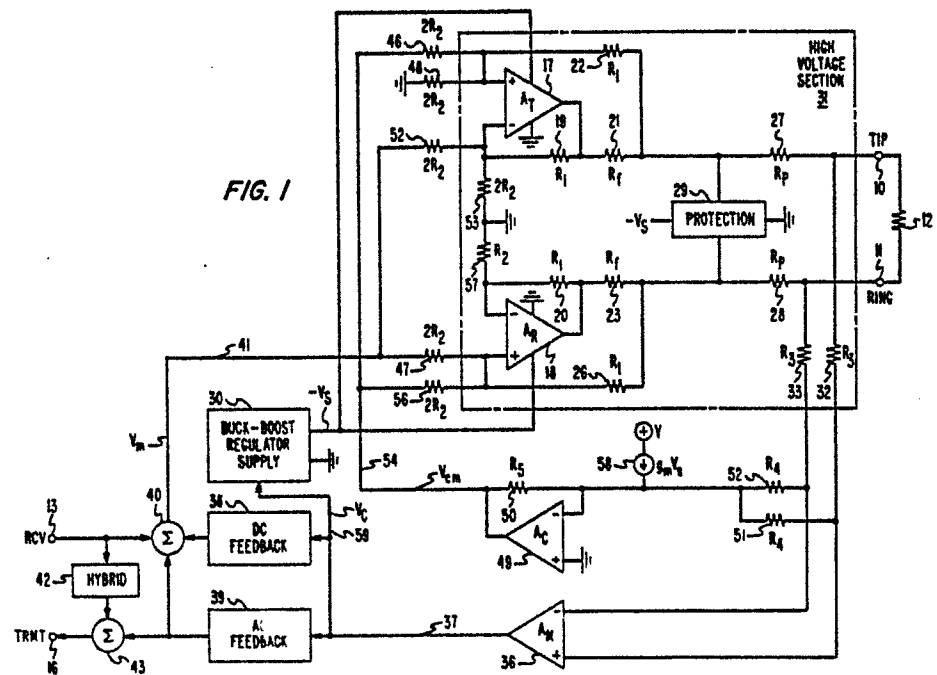 FIG. 1
2R2
46
48
2R2
17
AT
22
R1
HIGH
VOLTAGE
SECTION
31
52
2R2
19
R1
21
Rf
27
Rp
TIP
10
2R2
53
29
-VS
PROTECTION
12
R2
57
R1
20
Rf
23
Rp
28
RING
AR
18
41
2R2
47
56
2R2
26
R1
R3
33
R3
32
30
-VS
BUCK-BOOST
REGULATOR
SUPPLY
Vm
54
+ V
58
gmVs
Vcm
R5
50
52
R4
51
R4
AC
49
VC
59
40
Σ
13
RCV
38
DC
FEEDBACK
42
HYBRID
39
AC
FEEDBACK
37
36
TRMT
16
Σ
43